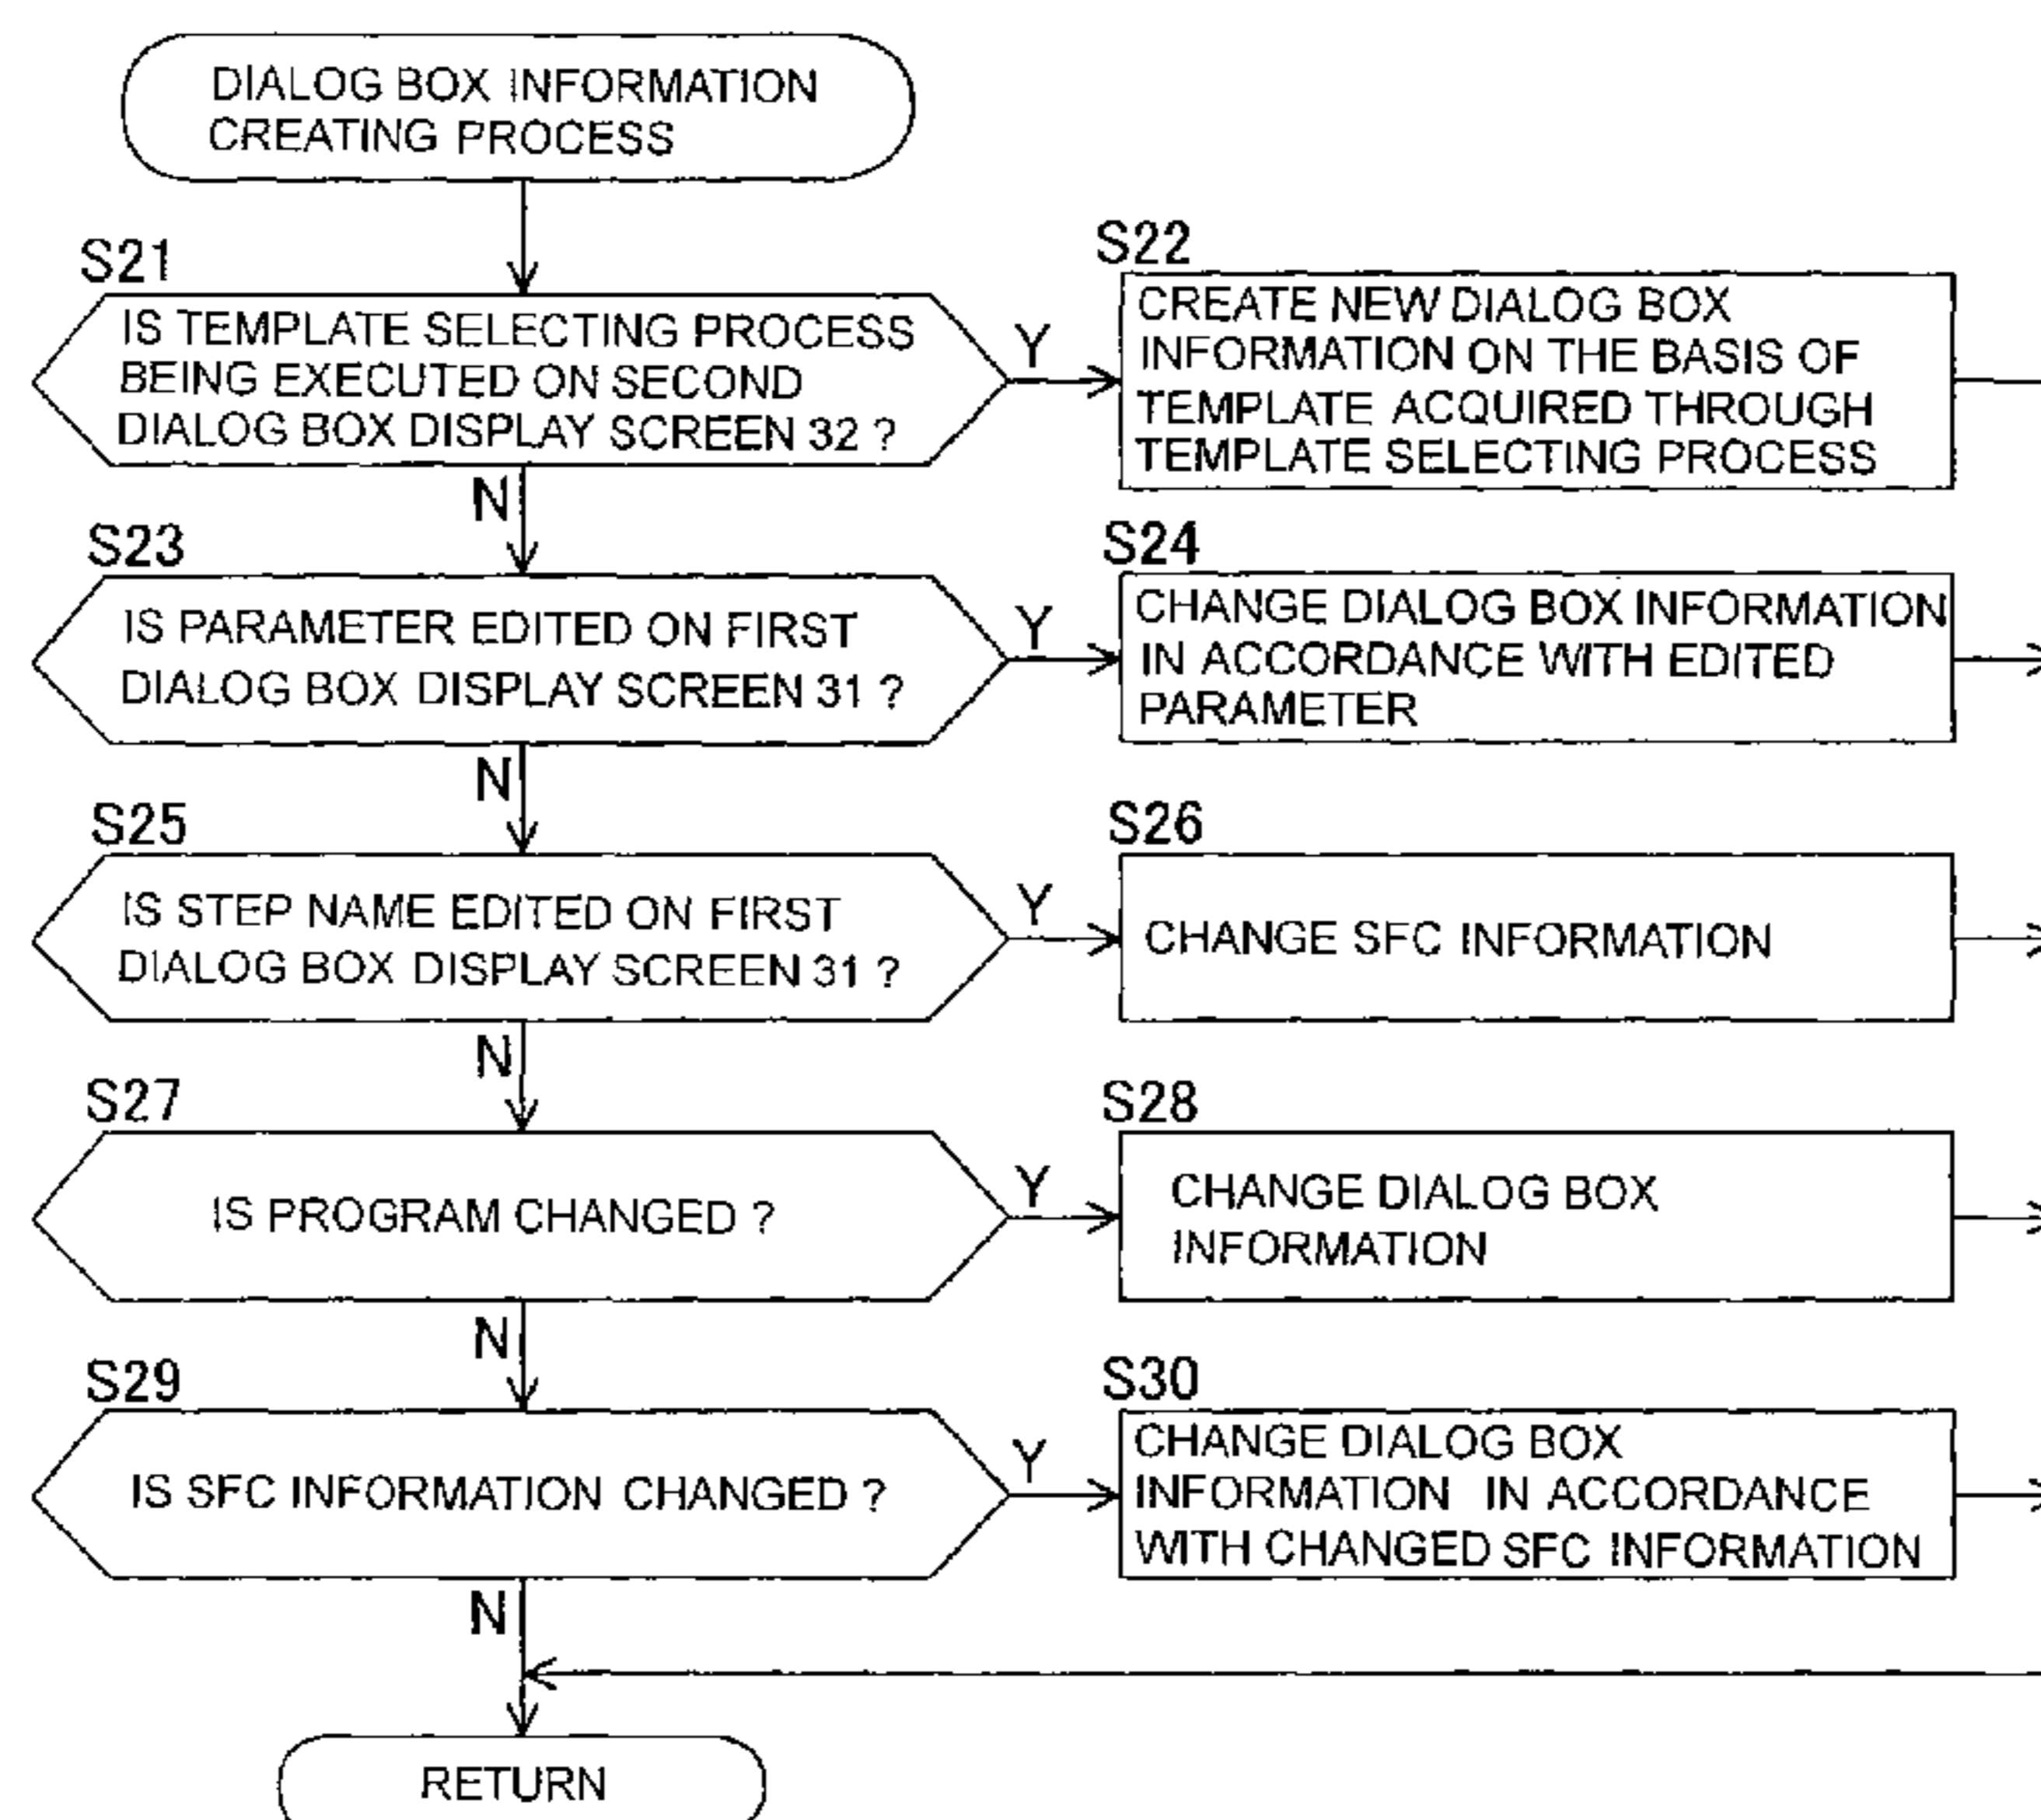 DIALOG BOX INFORMATION
CREATING PROCESS
S21
IS TEMPLATE SELECTING PROCESS
BEING EXECUTED ON SECOND
DIALOG BOX DISPLAY SCREEN 32 ?
Y
N
S22
CREATE NEW DIALOG BOX
INFORMATION ON THE BASIS OF
TEMPLATE ACQUIRED THROUGH
TEMPLATE SELECTING PROCESS
S23
IS PARAMETER EDITED ON FIRST
DIALOG BOX DISPLAY SCREEN 31 ?
Y
N
S24
CHANGE DIALOG BOX INFORMATION
IN ACCORDANCE WITH EDITED
PARAMETER
S25
IS STEP NAME EDITED ON FIRST
DIALOG BOX DISPLAY SCREEN 31 ?
Y
N
S26
CHANGE SFC INFORMATION
S27
IS PROGRAM CHANGED ?
Y
N
S28
CHANGE DIALOG BOX
INFORMATION
S29
IS SFC INFORMATION CHANGED ?
Y
N
S30
CHANGE DIALOG BOX
INFORMATION IN ACCORDANCE
WITH CHANGED SFC INFORMATION
RETURN